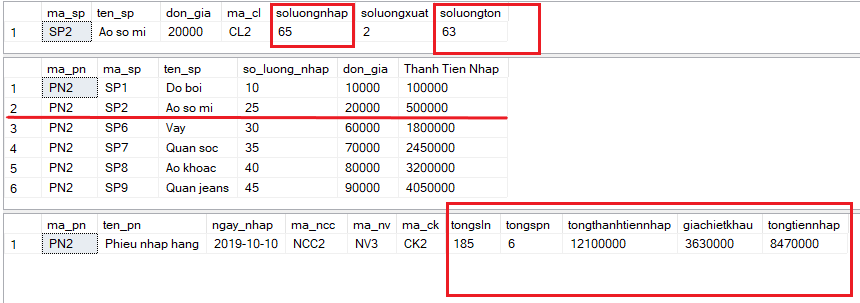 ma_sp ten_sp don_gia ma_cl soluongnhap soluongxuat soluongton
1 SP2 Ao so mi 20000 CL2 65 2 63
ma_pn ma_sp ten_sp so_luong_nhap don_gia Thanh Tien Nhap
1 PN2 SP1 Do boi 10 10000 100000
2 PN2 SP2 Ao so mi 25 20000 500000
3 PN2 SP6 Vay 30 60000 1800000
4 PN2 SP7 Quan soc 35 70000 2450000
5 PN2 SP8 Ao khoac 40 80000 3200000
6 PN2 SP9 Quan jeans 45 90000 4050000
ma_pn ten_pn ngay_nhap ma_ncc ma_nv ma_ck tongsln tongspn tongthanhtiennhap giachietkhau tongtiennhap
1 PN2 Phieu nhap hang 2019-10-10 NCC2 NV3 CK2 185 6 12100000 3630000 8470000